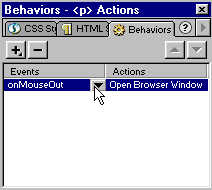 Behaviors - <p> Actions
CSS St HTML S Behaviors ?
Events Actions
onMouseOut Open Browser Window